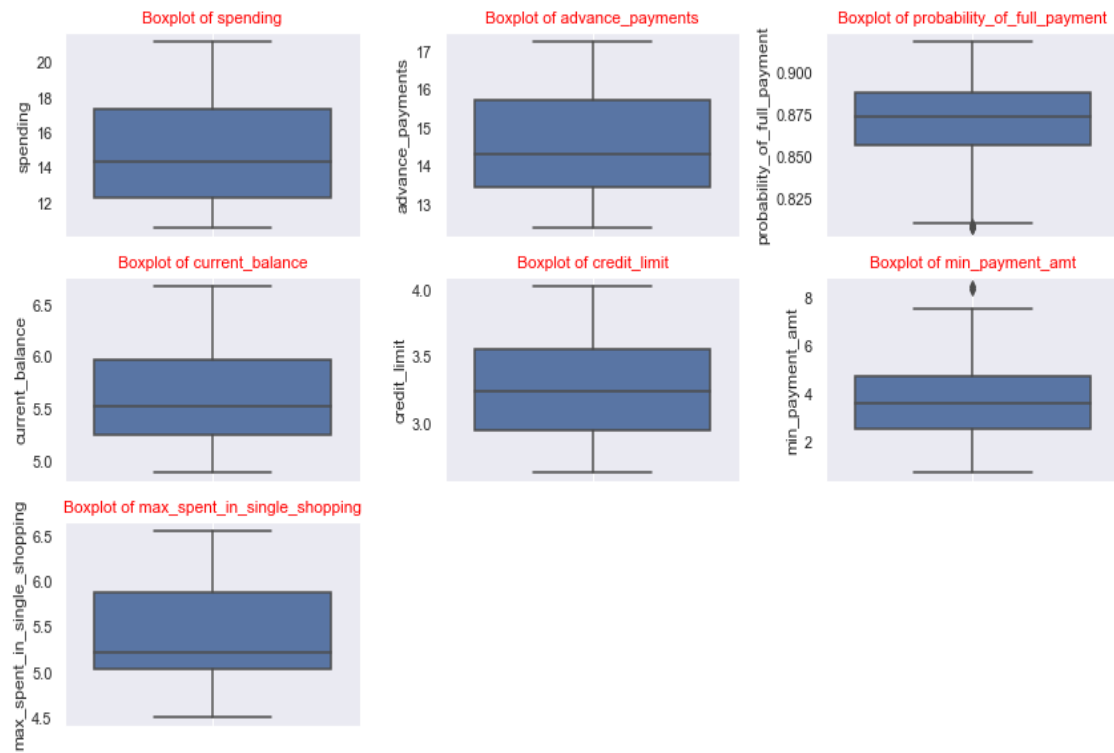 Boxplot of spending
spending
20
18
16
14
12
Boxplot of advance_payments
advance_payments
17
16
15
14
13
Boxplot of probability_of_full_payment
probability_of_full_payment
0.900
0.875
0.850
0.825
Boxplot of current_balance
current_balance
6.5
6.0
5.5
5.0
Boxplot of credit_limit
credit_limit
4.0
3.5
3.0
Boxplot of min_payment_amt
min_payment_amt
8
6
4
2
Boxplot of max_spent_in_single_shopping
max_spent_in_single_shopping
6.5
6.0
5.5
5.0
4.5